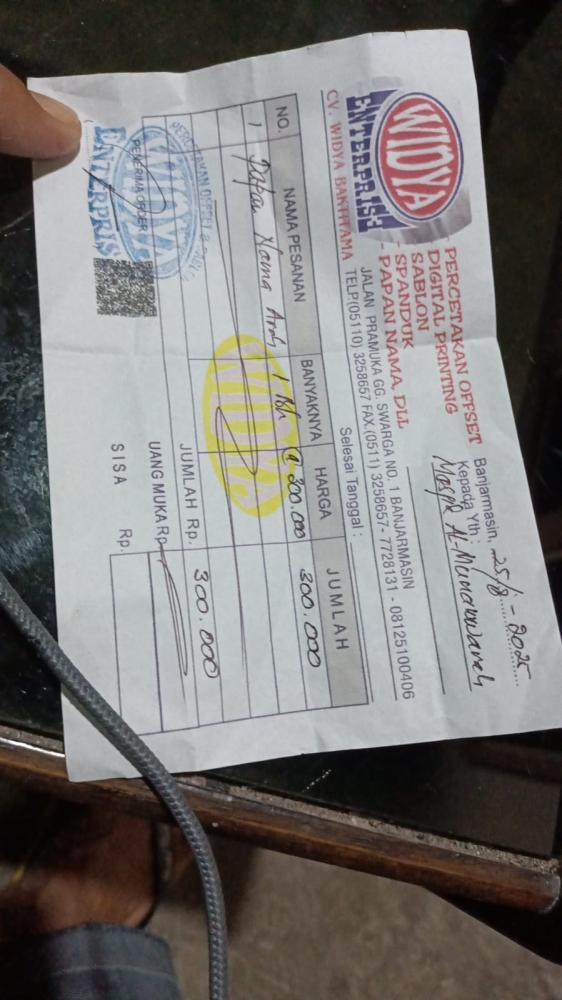 WIDYA
ENTERPRISE
CV. WIDYA BAKTITAMA
PERCETAKAN OFFSET
DIGITAL PRINTING
SABLON
SPANDUK
- PAPAN NAMA, DLL
JALAN PRAMUKA GG. SWARGA NO. 1 BANJARMASIN
TELP.(05110) 3258657 FAX.(0511) 3258657- 7728131 - 08125100406
Banjarmasin, 25/8 - 2025
Kepada Yth :
Masjid Al-Munawwarah
Selesai Tanggal :
NO. NAMA PESANAN BANYAKNYA HARGA JUMLAH
1 Papan Nama Arah 1 bh @ 300.000 300.000
WIDYA
JUMLAH Rp. 300.000
UANG MUKA Rp.
SISA Rp.
PENERIMA ORDER
WIDYA
ENTERPRIS